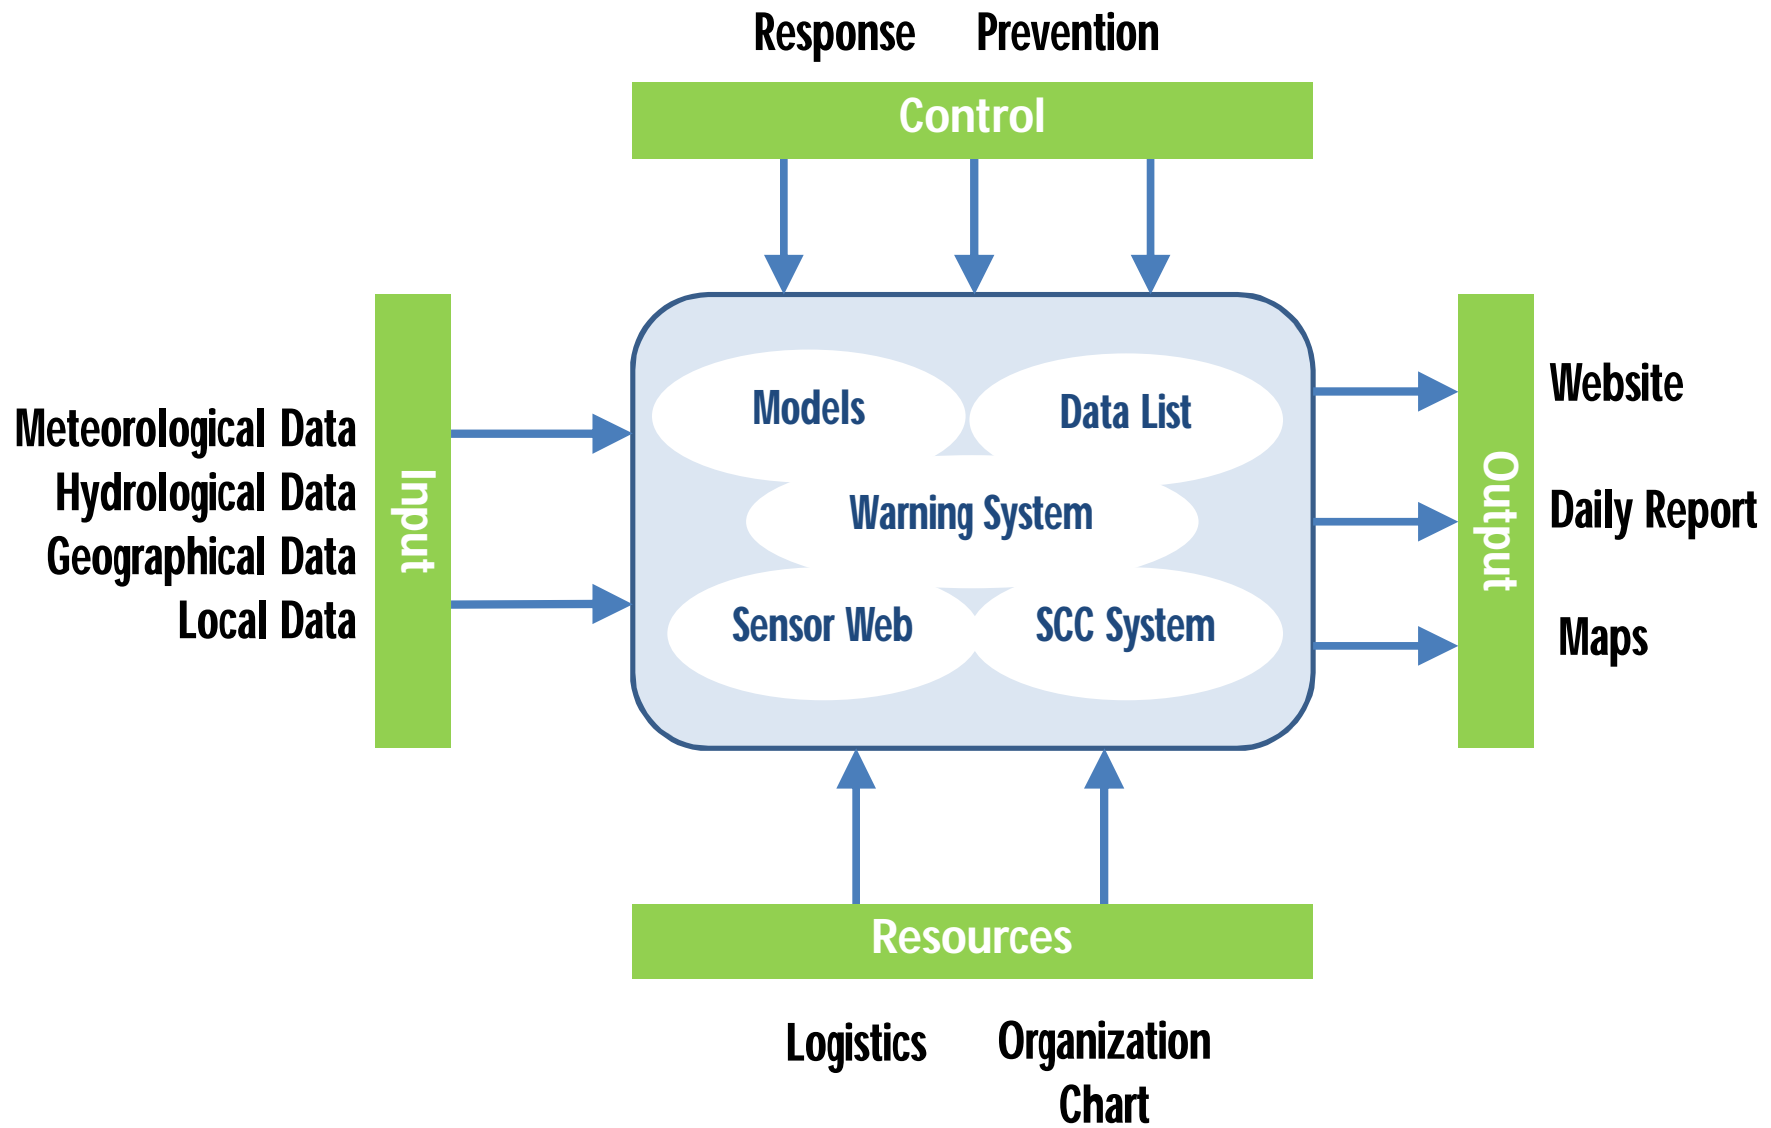 Response Prevention
Control
Models
Data List
Warning System
Sensor Web
SCC System
Meteorological Data
Hydrological Data
Geographical Data
Local Data
Input
Output
Website
Daily Report
Maps
Resources
Logistics
Organization
Chart